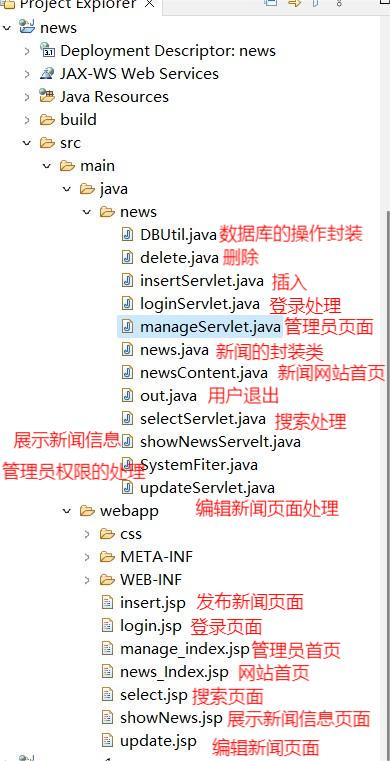 Project Explorer
news
Deployment Descriptor: news
JAX-WS Web Services
Java Resources
build
src
main
java
news
DBUtil.java 数据库的操作封装
delete.java 删除
insertServlet.java 插入
loginServlet.java 登录处理
manageServlet.java 管理员页面
news.java 新闻的封装类
newsContent.java 新闻网站首页
out.java 用户退出
selectServlet.java 搜索处理
展示新闻信息 showNewsServelt.java
管理员权限的处理 SystemFiter.java
updateServlet.java
webapp 编辑新闻页面处理
css
META-INF
WEB-INF
insert.jsp 发布新闻页面
login.jsp 登录页面
manage_index.jsp 管理员首页
news_Index.jsp 网站首页
select.jsp 搜索页面
showNews.jsp 展示新闻信息页面
update.jsp 编辑新闻页面